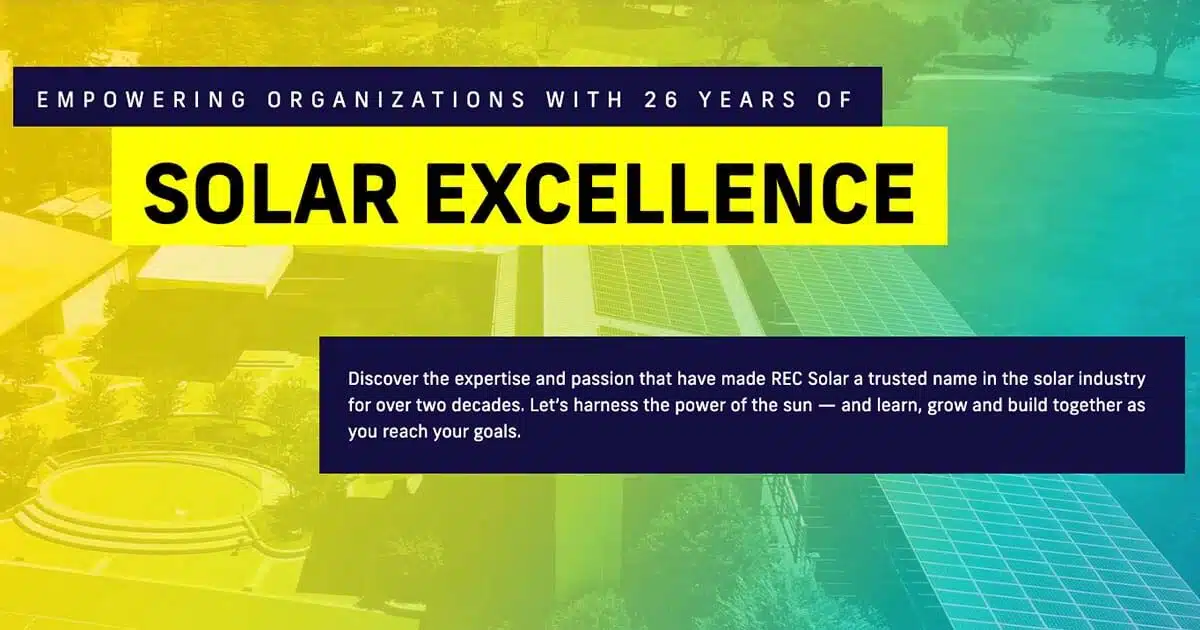 EMPOWERING ORGANIZATIONS WITH 26 YEARS OF
SOLAR EXCELLENCE
Discover the expertise and passion that have made REC Solar a trusted name in the solar industry
for over two decades. Let’s harness the power of the sun — and learn, grow and build together as
you reach your goals.